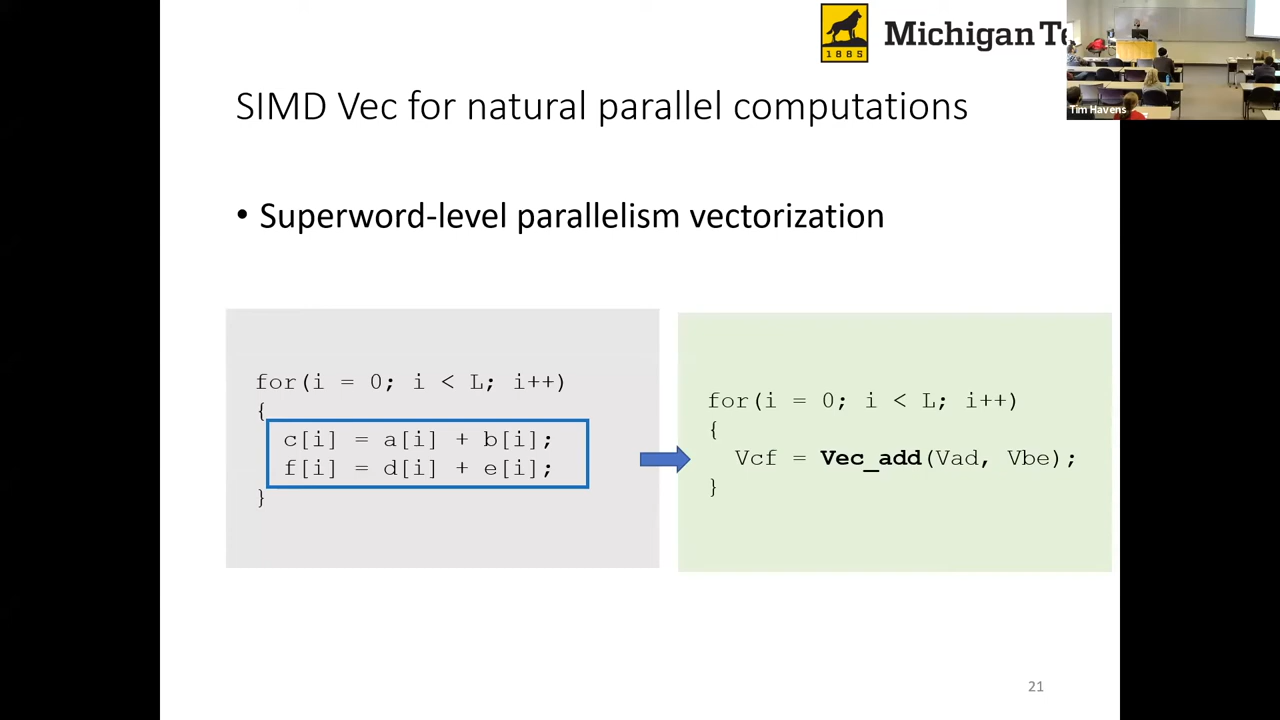 Michigan Te
1885
Tim Havens
SIMD Vec for natural parallel computations
• Superword-level parallelism vectorization
for(i = 0; i < L; i++)
{
c[i] = a[i] + b[i];
f[i] = d[i] + e[i];
}
for(i = 0; i < L; i++)
{
Vcf = Vec_add(Vad, Vbe);
}
21